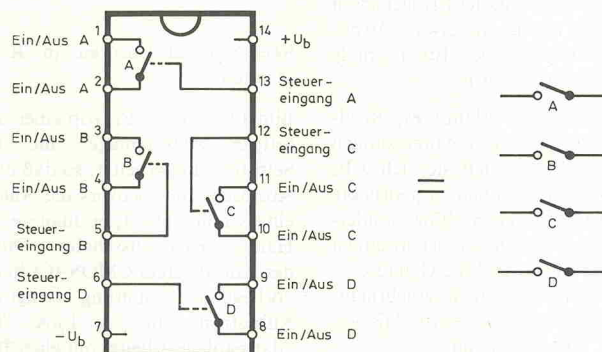 Ein/Aus A 1
Ein/Aus A 2
Ein/Aus B 3
Ein/Aus B 4
Steuer-
eingang B 5
Steuer-
eingang D 6
−Ub 7
A
B
C
D
14 +Ub
13 Steuer-
eingang A
12 Steuer-
eingang C
11 Ein/Aus C
10 Ein/Aus C
9 Ein/Aus D
8 Ein/Aus D
=
A
B
C
D